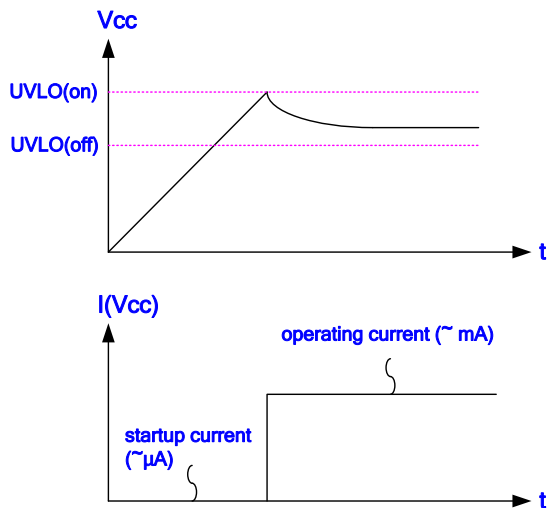 Vcc
UVLO(on)
UVLO(off)
t
I(Vcc)
operating current (~ mA)
startup current
(~µA)
t